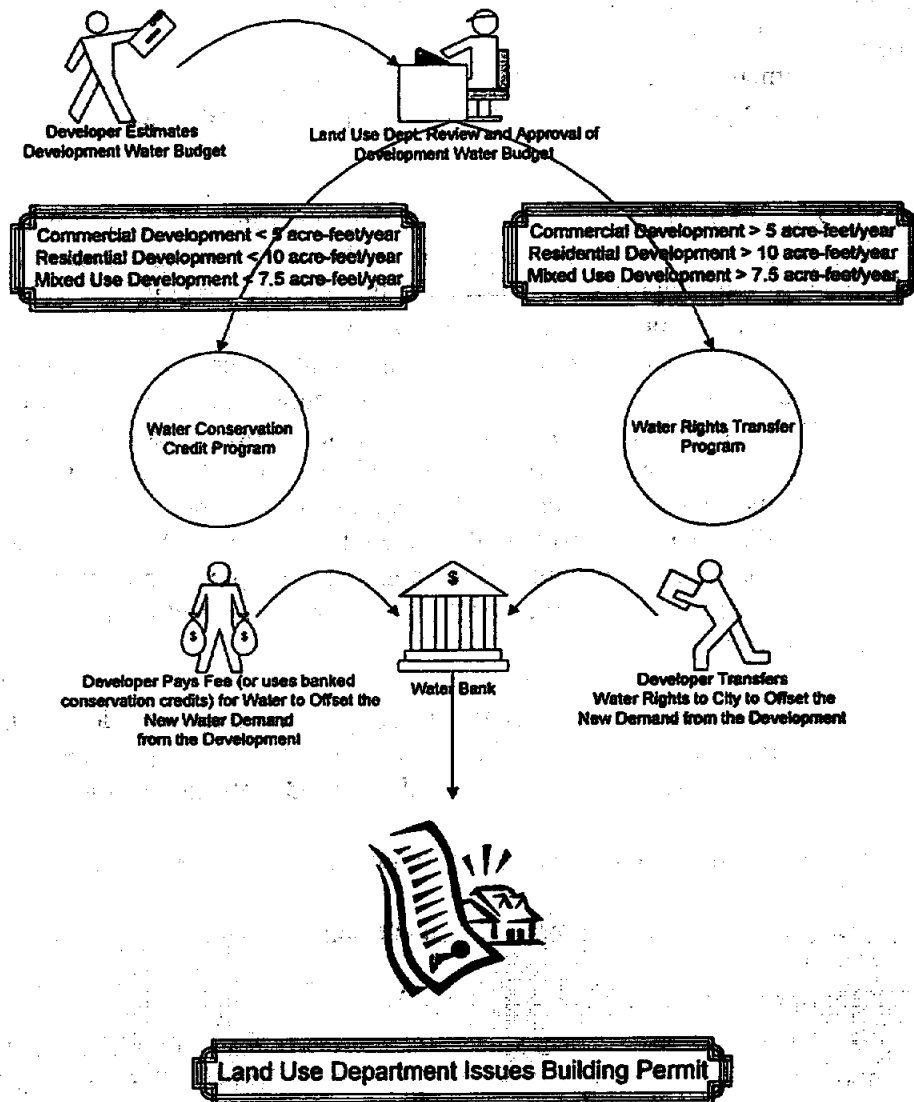 Developer Estimates
Development Water Budget
Land Use Dept. Review and Approval of
Development Water Budget
Commercial Development < 5 acre-feet/year
Residential Development < 10 acre-feet/year
Mixed Use Development < 7.5 acre-feet/year
Commercial Development > 5 acre-feet/year
Residential Development > 10 acre-feet/year
Mixed Use Development > 7.5 acre-feet/year
Water Conservation
Credit Program
Water Rights Transfer
Program
$
$
$
Developer Pays Fee (or uses banked
conservation credits) for Water to Offset the
New Water Demand
from the Development
Water Bank
Developer Transfers
Water Rights to City to Offset the
New Demand from the Development
Land Use Department Issues Building Permit